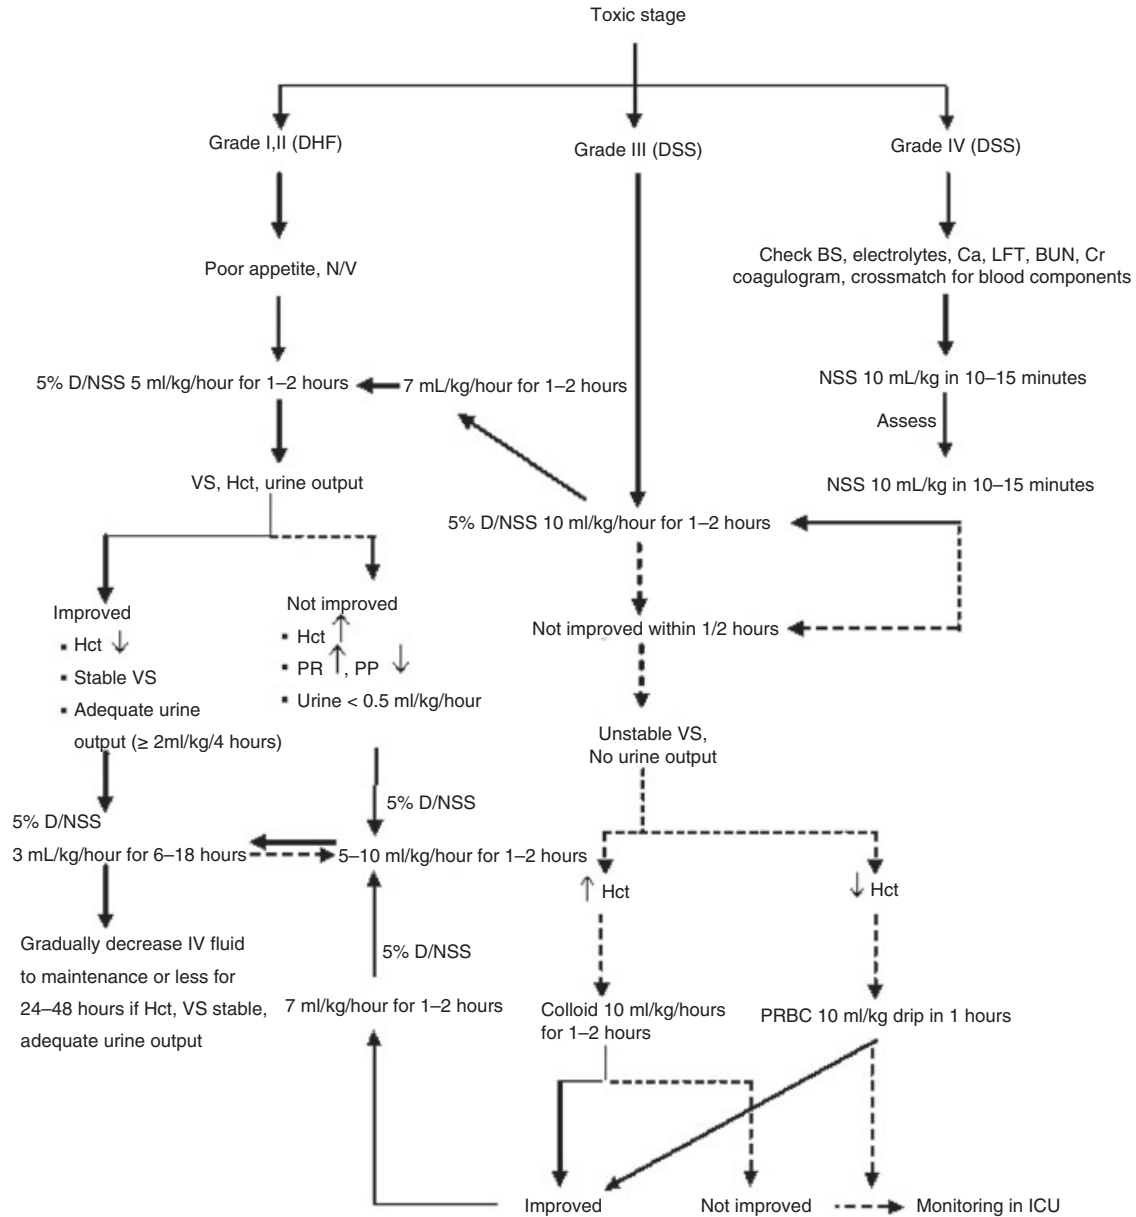 Toxic stage
Grade I,II (DHF)
Grade III (DSS)
Grade IV (DSS)
Poor appetite, N/V
Check BS, electrolytes, Ca, LFT, BUN, Cr
coagulogram, crossmatch for blood components
5% D/NSS 5 ml/kg/hour for 1–2 hours
7 mL/kg/hour for 1–2 hours
NSS 10 mL/kg in 10–15 minutes
Assess
NSS 10 mL/kg in 10–15 minutes
VS, Hct, urine output
5% D/NSS 10 ml/kg/hour for 1–2 hours
Improved
▪ Hct ↓
▪ Stable VS
▪ Adequate urine
output (≥ 2ml/kg/4 hours)
Not improved
▪ Hct ↑
▪ PR ↑, PP ↓
▪ Urine < 0.5 ml/kg/hour
Not improved within 1/2 hours
Unstable VS,
No urine output
5% D/NSS
3 mL/kg/hour for 6–18 hours
5% D/NSS
5–10 ml/kg/hour for 1–2 hours
↑ Hct
↓ Hct
Gradually decrease IV fluid
to maintenance or less for
24–48 hours if Hct, VS stable,
adequate urine output
5% D/NSS
7 ml/kg/hour for 1–2 hours
Colloid 10 ml/kg/hours
for 1–2 hours
PRBC 10 ml/kg drip in 1 hours
Improved
Not improved
Monitoring in ICU